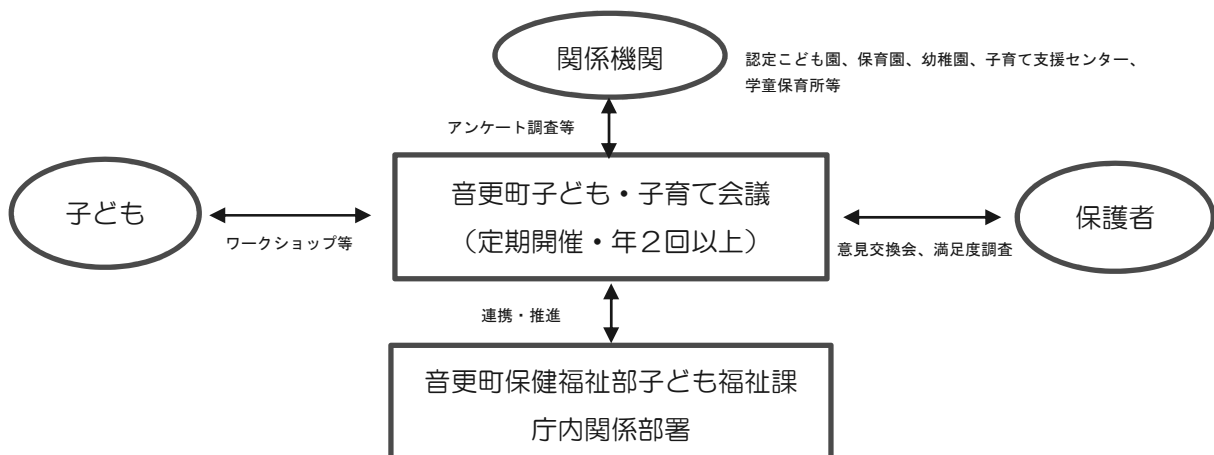 関係機関
認定こども園、保育園、幼稚園、子育て支援センター、
学童保育所等
アンケート調査等
音更町子ども・子育て会議
（定期開催・年２回以上）
子ども
ワークショップ等
保護者
意見交換会、満足度調査
連携・推進
音更町保健福祉部子ども福祉課
庁内関係部署